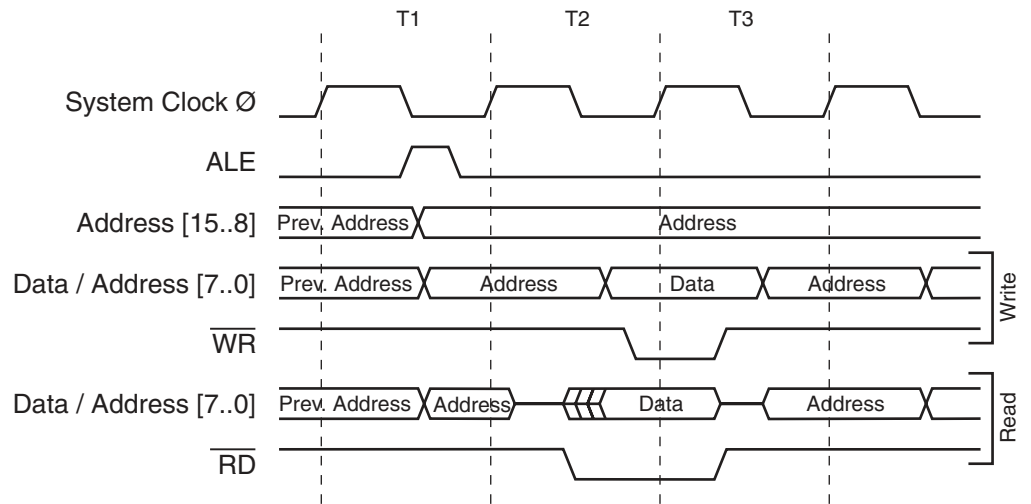 T1 T2 T3
System Clock Ø
ALE
Address [15..8] Prev. Address Address
Data / Address [7..0] Prev. Address Address Data Address
WR
Write
Data / Address [7..0] Prev. Address Address Data Address
RD
Read